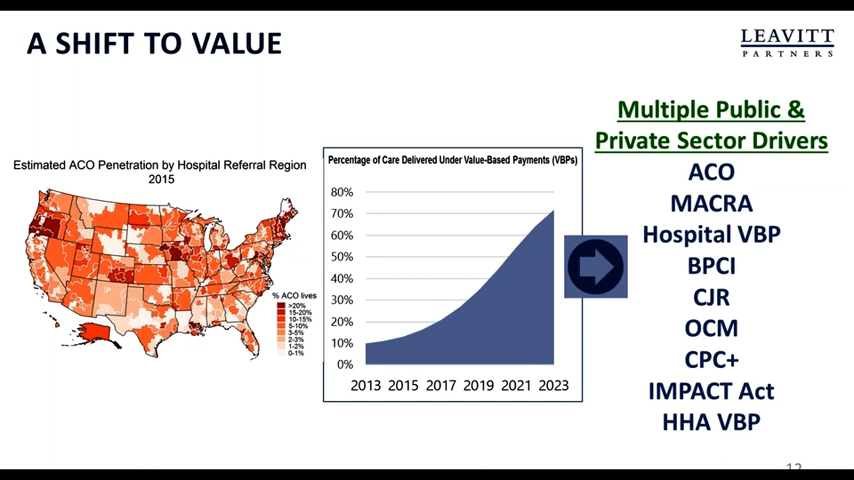 A SHIFT TO VALUE
LEAVITT
PARTNERS
Estimated ACO Penetration by Hospital Referral Region
2015
% ACO lives
>20%
15-20%
10-15%
5-10%
3-5%
2-3%
1-2%
0-1%
Percentage of Care Delivered Under Value-Based Payments (VBPs)
80%
70%
60%
50%
40%
30%
20%
10%
0%
2013 2015 2017 2019 2021 2023
Multiple Public &
Private Sector Drivers
ACO
MACRA
Hospital VBP
BPCI
CJR
OCM
CPC+
IMPACT Act
HHA VBP